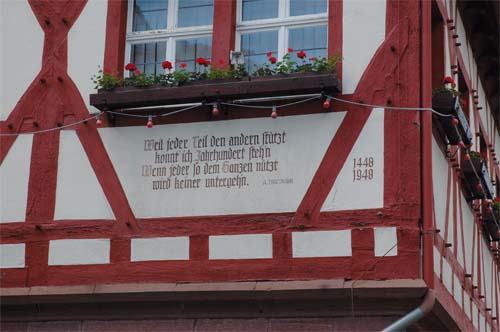 Weil jeder Teil den andern stützt
konnt ich Jahrhundert stehn
Wenn jeder so dem Ganzen nützt
wird keiner untergehn.
1448
1948